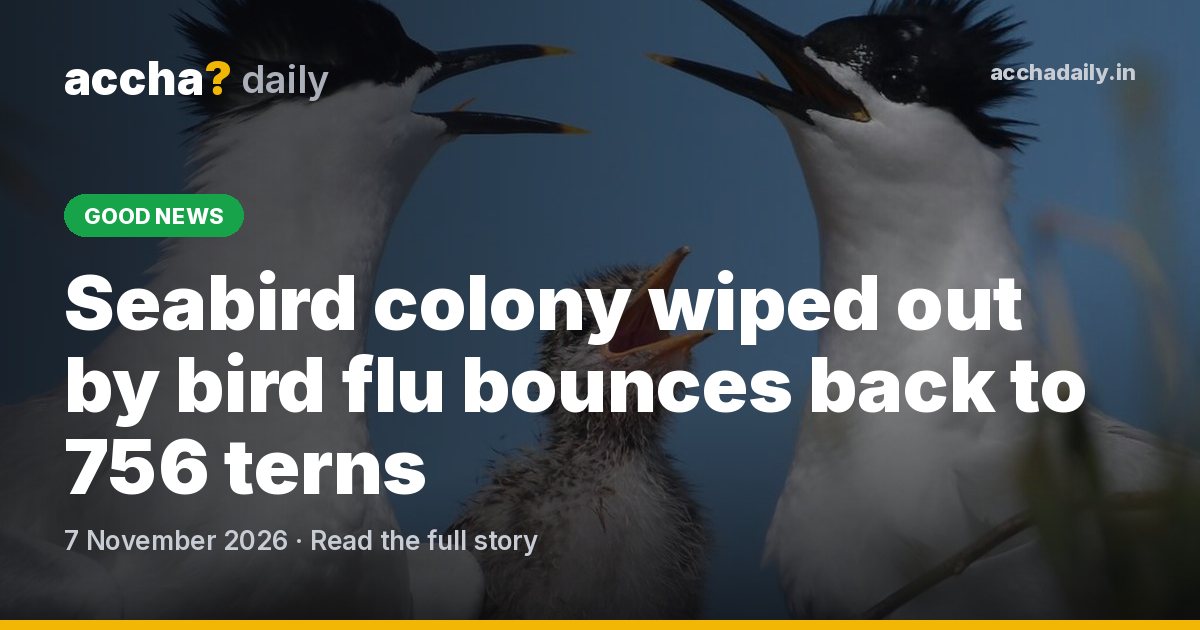 accha? daily
acchadaily.in
GOOD NEWS
Seabird colony wiped out
by bird flu bounces back to
756 terns
7 November 2026 · Read the full story